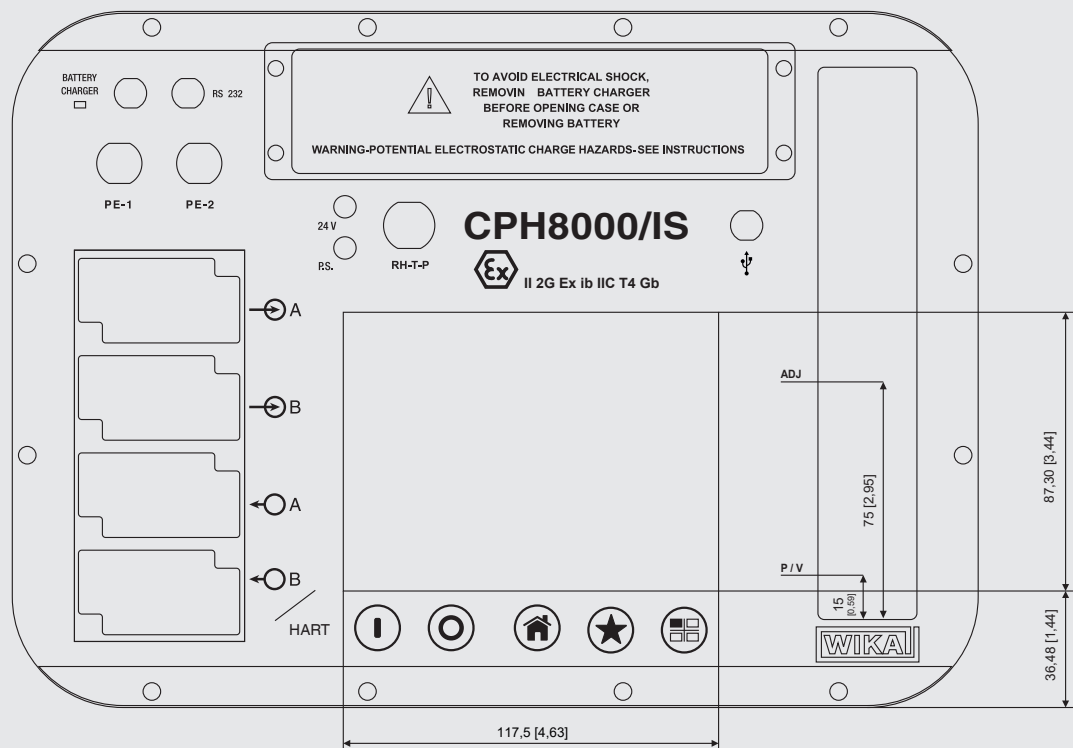 BATTERY
CHARGER
RS 232
TO AVOID ELECTRICAL SHOCK,
REMOVIN BATTERY CHARGER
BEFORE OPENING CASE OR
REMOVING BATTERY
WARNING-POTENTIAL ELECTROSTATIC CHARGE HAZARDS-SEE INSTRUCTIONS
PE-1
PE-2
24 V
P.S.
RH-T-P
CPH8000/IS
Ex
II 2G Ex ib IIC T4 Gb
A
B
A
B
HART
ADJ
P / V
75 [2,95]
15
[0,59]
87,30 [3,44]
36,48 [1,44]
WIKAI
117,5 [4,63]